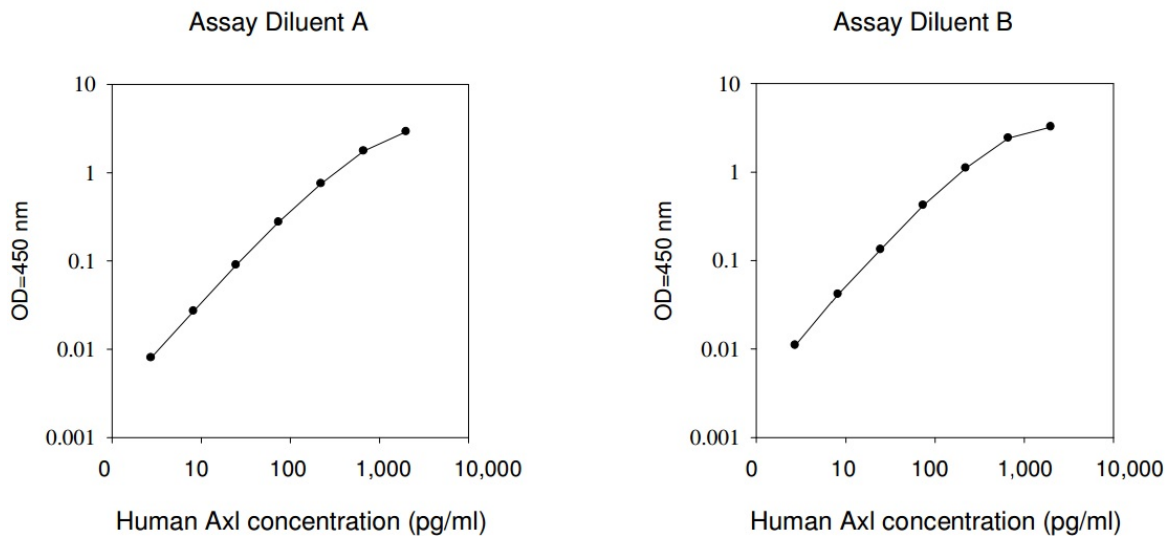 Assay Diluent A
10
1
0.1
0.01
0.001
OD=450 nm
0 10 100 1,000 10,000
Human Axl concentration (pg/ml)
Assay Diluent B
10
1
0.1
0.01
0.001
OD=450 nm
0 10 100 1,000 10,000
Human Axl concentration (pg/ml)